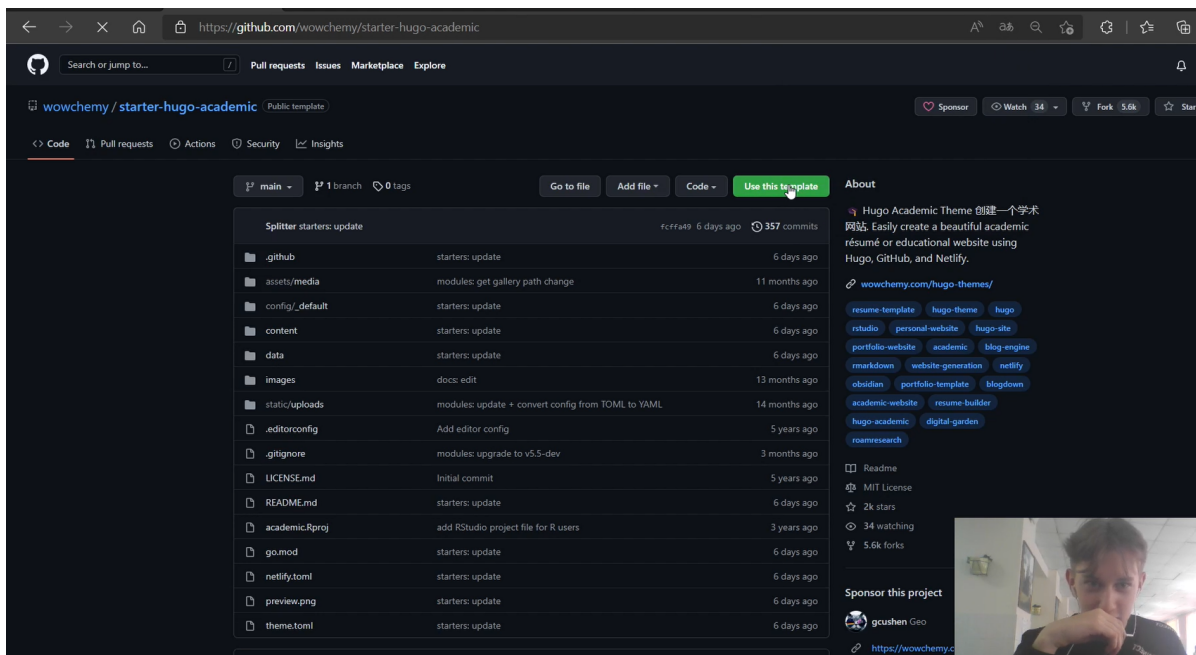 https://github.com/wowchemy/starter-hugo-academic
Search or jump to... / Pull requests Issues Marketplace Explore
wowchemy / starter-hugo-academic Public template
Sponsor Watch 34 Fork 5.6k Star
Code Pull requests Actions Security Insights
main 1 branch 0 tags Go to file Add file Code Use this template
Splitter starters: update fcffa49 6 days ago 357 commits
.github starters: update 6 days ago
assets/media modules: get gallery path change 11 months ago
config/_default starters: update 6 days ago
content starters: update 6 days ago
data starters: update 6 days ago
images docs: edit 13 months ago
static/uploads modules: update + convert config from TOML to YAML 14 months ago
.editorconfig Add editor config 5 years ago
.gitignore modules: upgrade to v5.5-dev 3 months ago
LICENSE.md Initial commit 5 years ago
README.md starters: update 6 days ago
academic.Rproj add RStudio project file for R users 3 years ago
go.mod starters: update 6 days ago
netlify.toml starters: update 6 days ago
preview.png starters: update 6 days ago
theme.toml starters: update 6 days ago
About
Hugo Academic Theme 创建一个学术
网站. Easily create a beautiful academic
résumé or educational website using
Hugo, GitHub, and Netlify.
wowchemy.com/hugo-themes/
resume-template hugo-theme hugo
rstudio personal-website hugo-site
portfolio-website academic blog-engine
rmarkdown website-generation netlify
obsidian portfolio-template blogdown
academic-website resume-builder
hugo-academic digital-garden
roamresearch
Readme
MIT License
2k stars
34 watching
5.6k forks
Sponsor this project
gcushen Geo
https://wowchemy.c